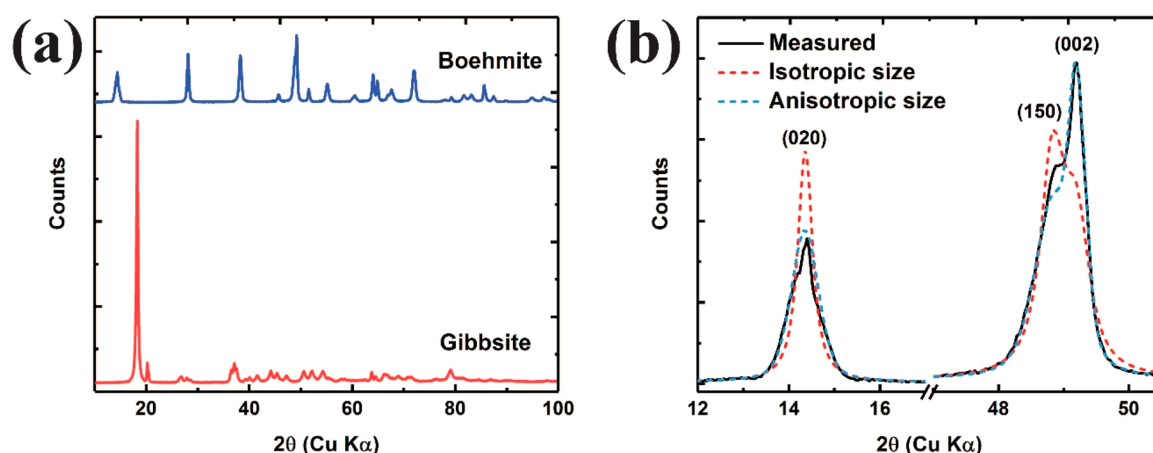 (a)
Boehmite
Gibbsite
Counts
20
40
60
80
100
2θ (Cu Kα)
(b)
Measured
Isotropic size
Anisotropic size
(020)
(150)
(002)
Counts
12
14
16
48
50
2θ (Cu Kα)